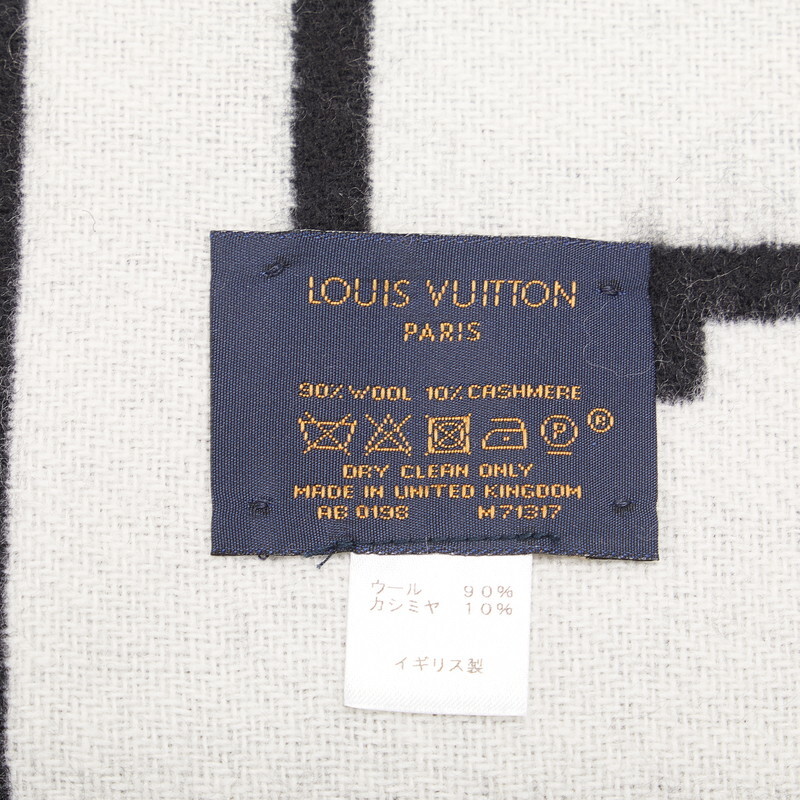 LOUIS VUITTON
PARIS
90% WOOL 10% CASHMERE
P ®
DRY CLEAN ONLY
MADE IN UNITED KINGDOM
AB 0198 M71317
ウール 90%
カシミヤ 10%
イギリス製